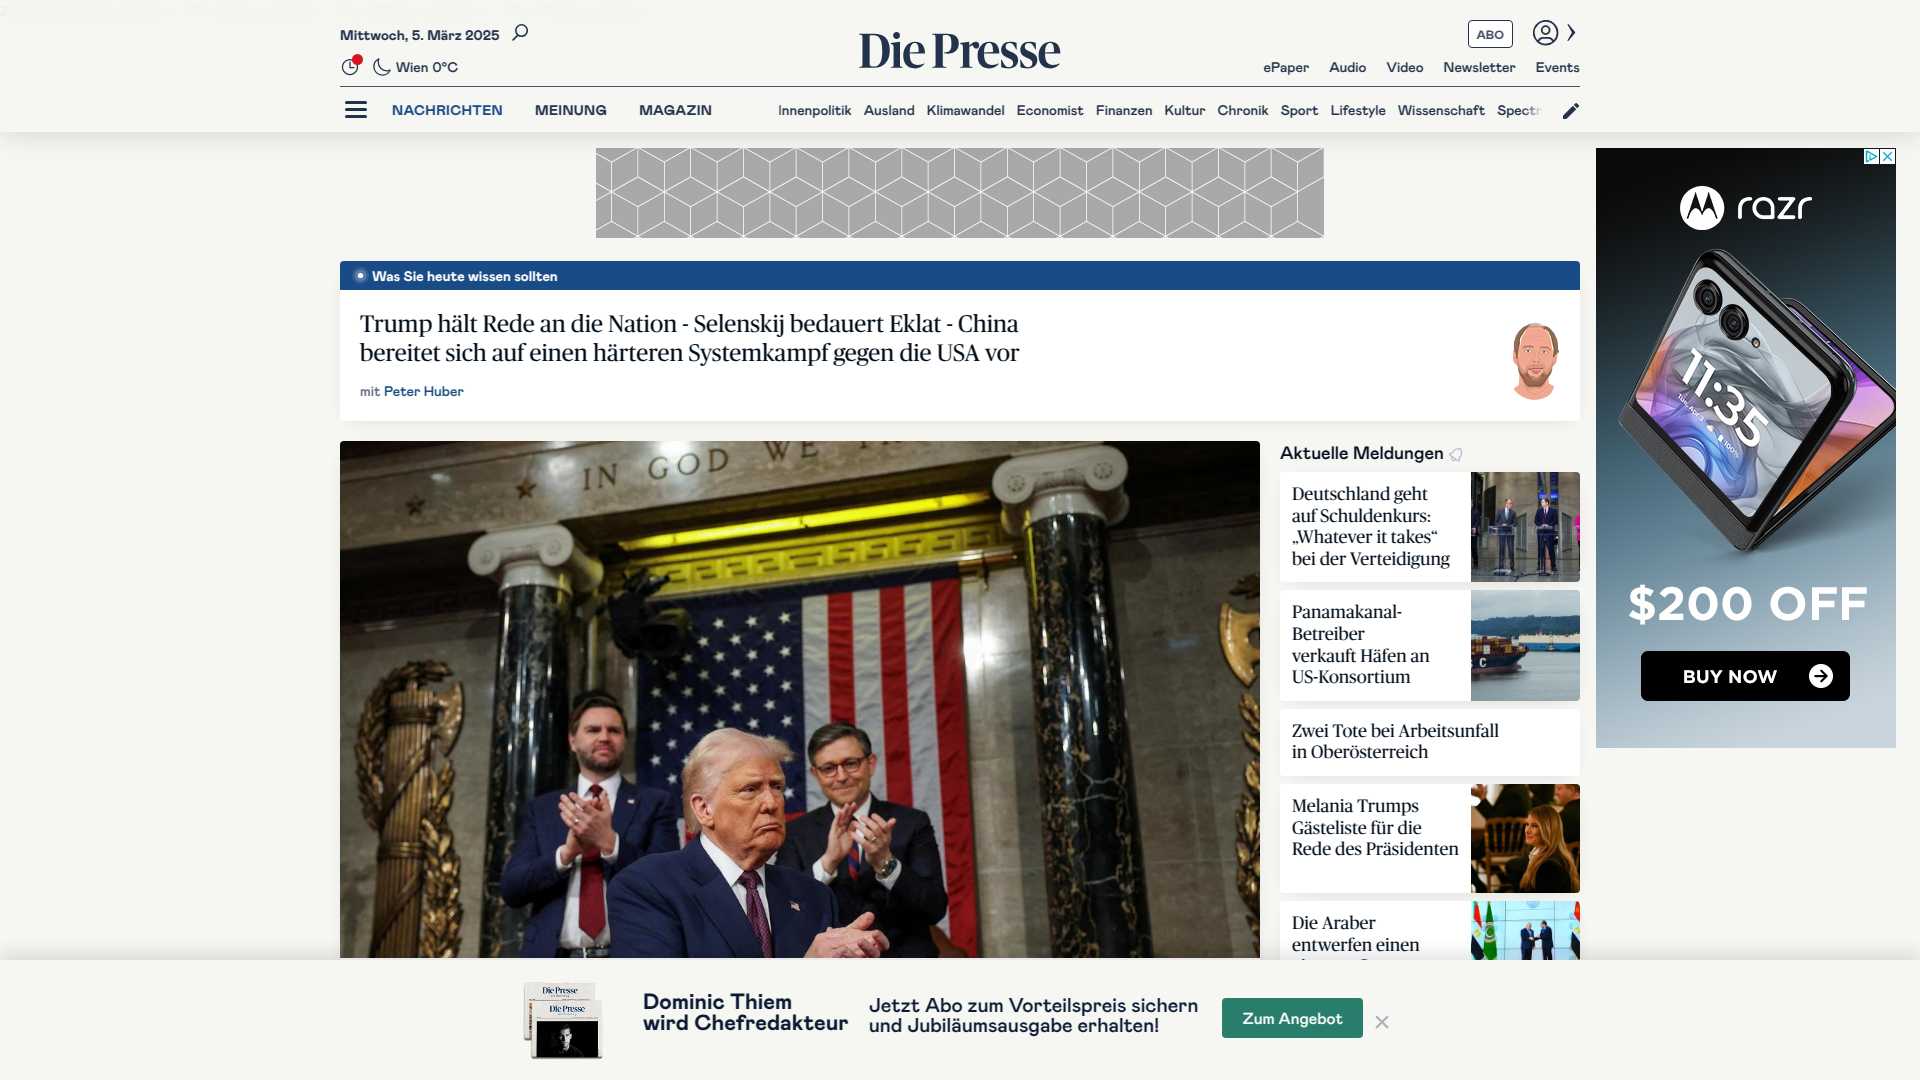 Mittwoch, 5. März 2025
Die Presse
ABO
Wien 0°C
ePaper Audio Video Newsletter Events
NACHRICHTEN MEINUNG MAGAZIN
Innenpolitik Ausland Klimawandel Economist Finanzen Kultur Chronik Sport Lifestyle Wissenschaft Spectr
Was Sie heute wissen sollten
Trump hält Rede an die Nation - Selenskij bedauert Eklat - China
bereitet sich auf einen härteren Systemkampf gegen die USA vor
mit Peter Huber
IN GOD WE
Aktuelle Meldungen
Deutschland geht
auf Schuldenkurs:
„Whatever it takes“
bei der Verteidigung
Panamakanal-
Betreiber
verkauft Häfen an
US-Konsortium
Zwei Tote bei Arbeitsunfall
in Oberösterreich
Melania Trumps
Gästeliste für die
Rede des Präsidenten
Die Araber
entwerfen einen
razr
11:35
$200 OFF
BUY NOW
Die Presse
Die Presse
Dominic Thiem
wird Chefredakteur
Jetzt Abo zum Vorteilspreis sichern
und Jubiläumsausgabe erhalten!
Zum Angebot